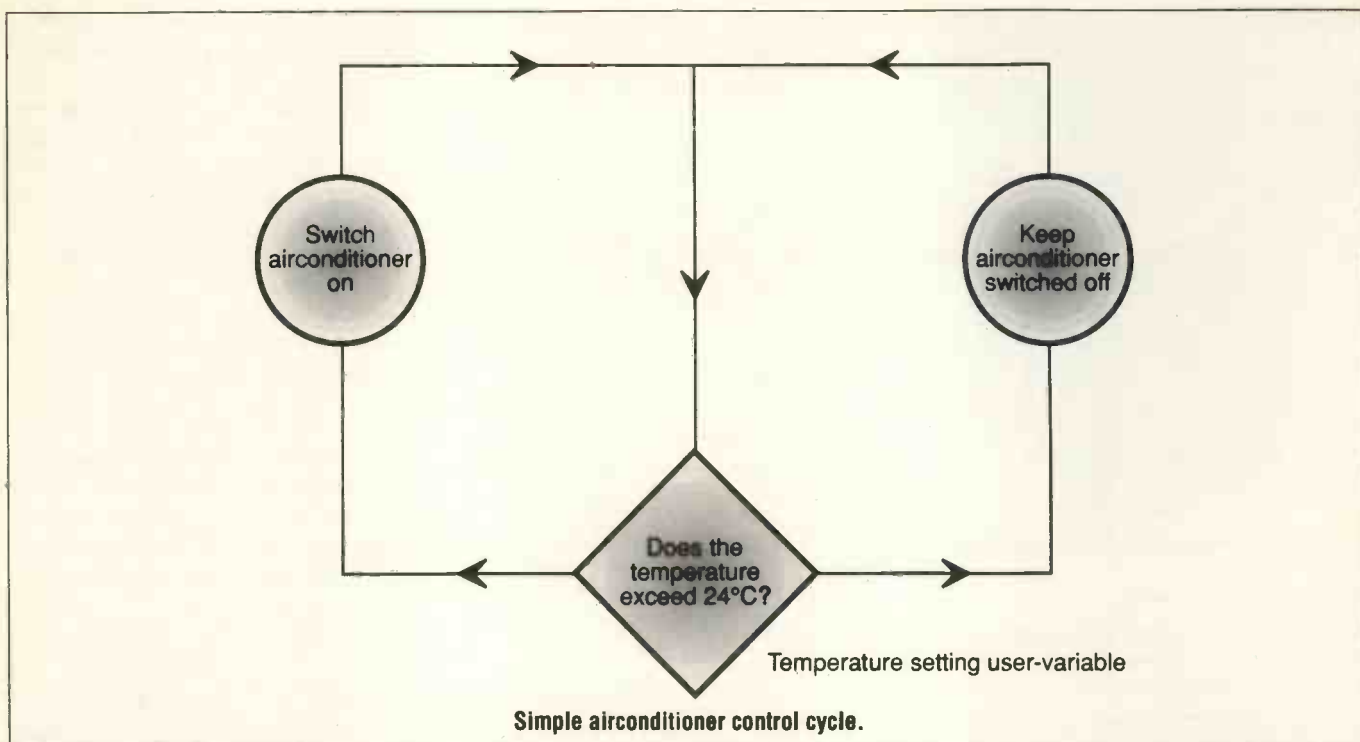 Switch
airconditioner
on
Keep
airconditioner
switched off
Does the
temperature
exceed 24°C?
Temperature setting user-variable
Simple airconditioner control cycle.